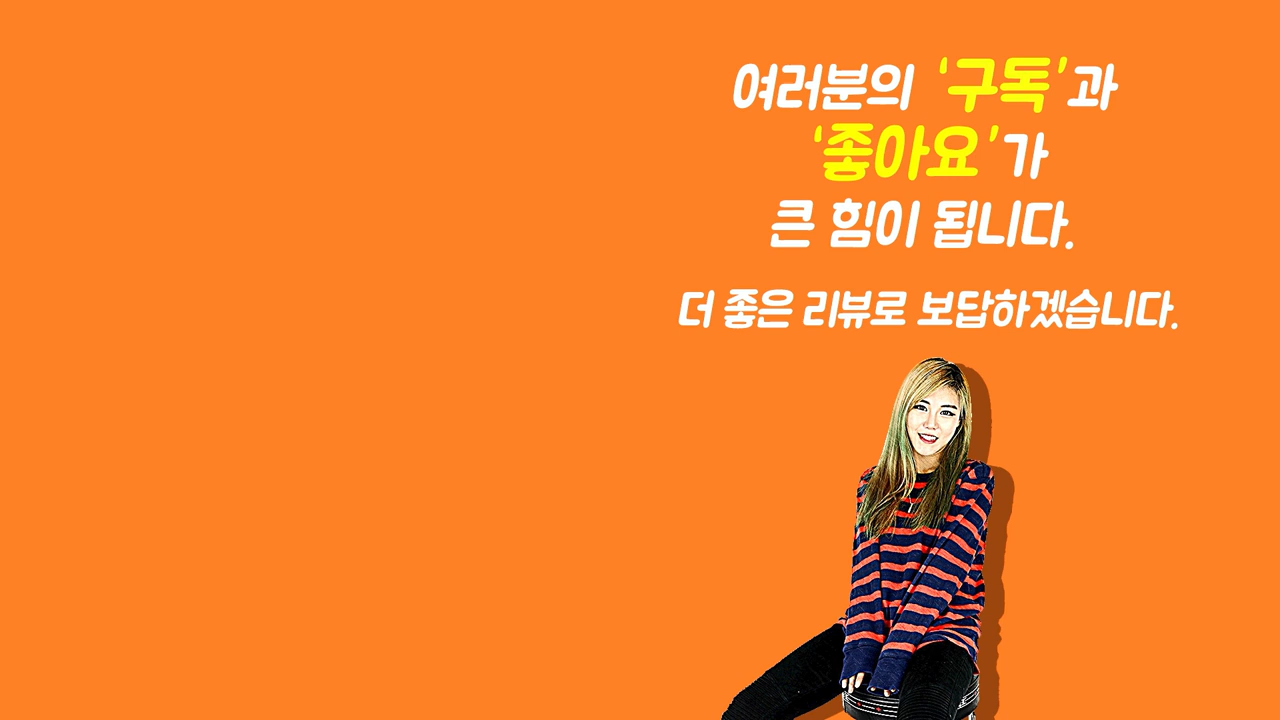 여러분의 ‘구독’과
‘좋아요’가
큰 힘이 됩니다.
더 좋은 리뷰로 보답하겠습니다.